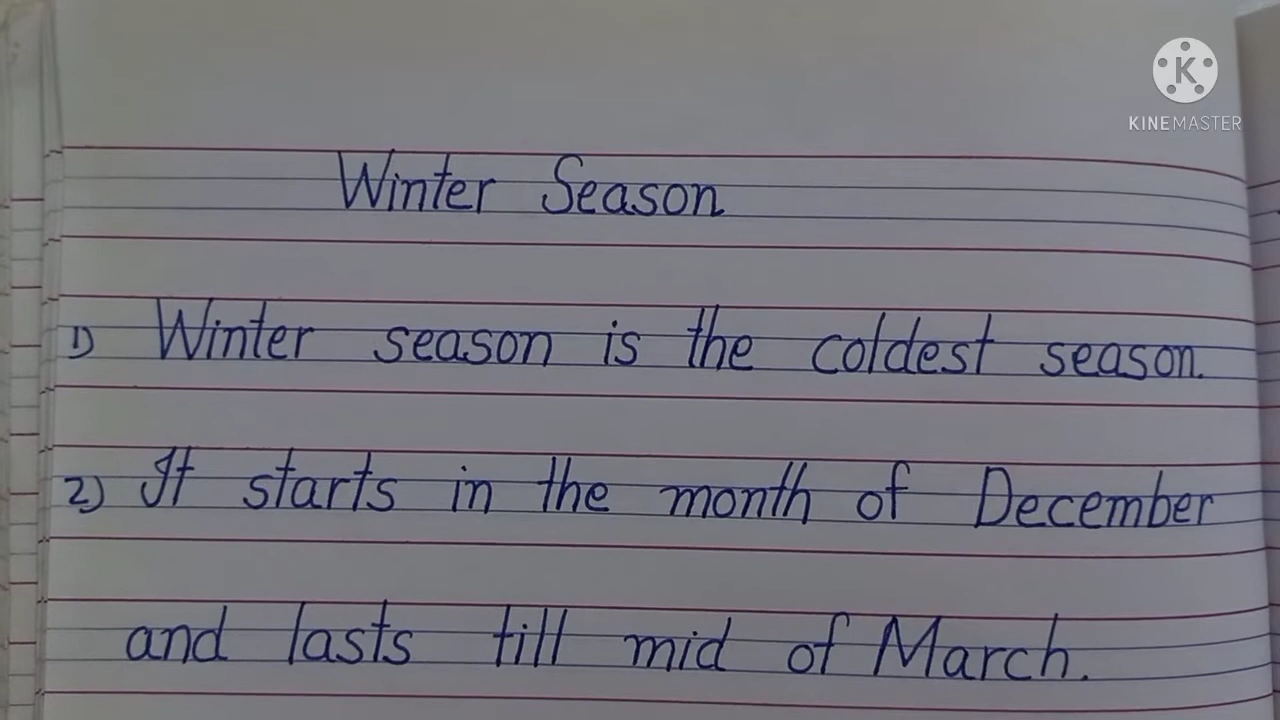 KINEMASTER
Winter Season
1) Winter season is the coldest season.
2) It starts in the month of December
and lasts till mid of March.